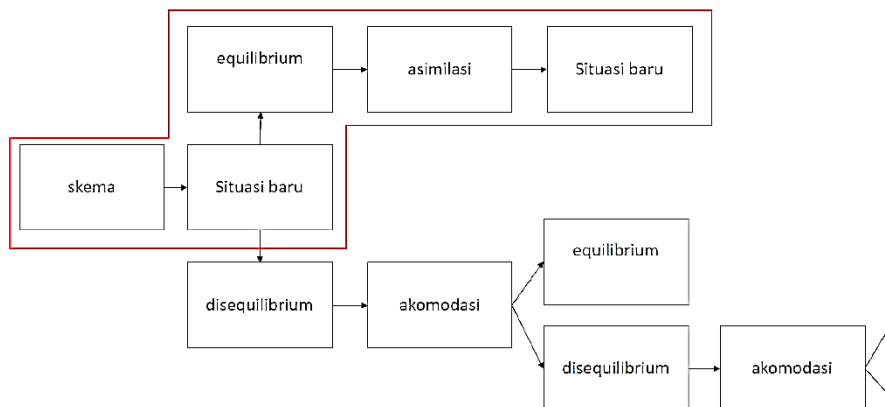 equilibrium
asimilasi
Situasi baru
skema
Situasi baru
equilibrium
disequilibrium
akomodasi
disequilibrium
akomodasi